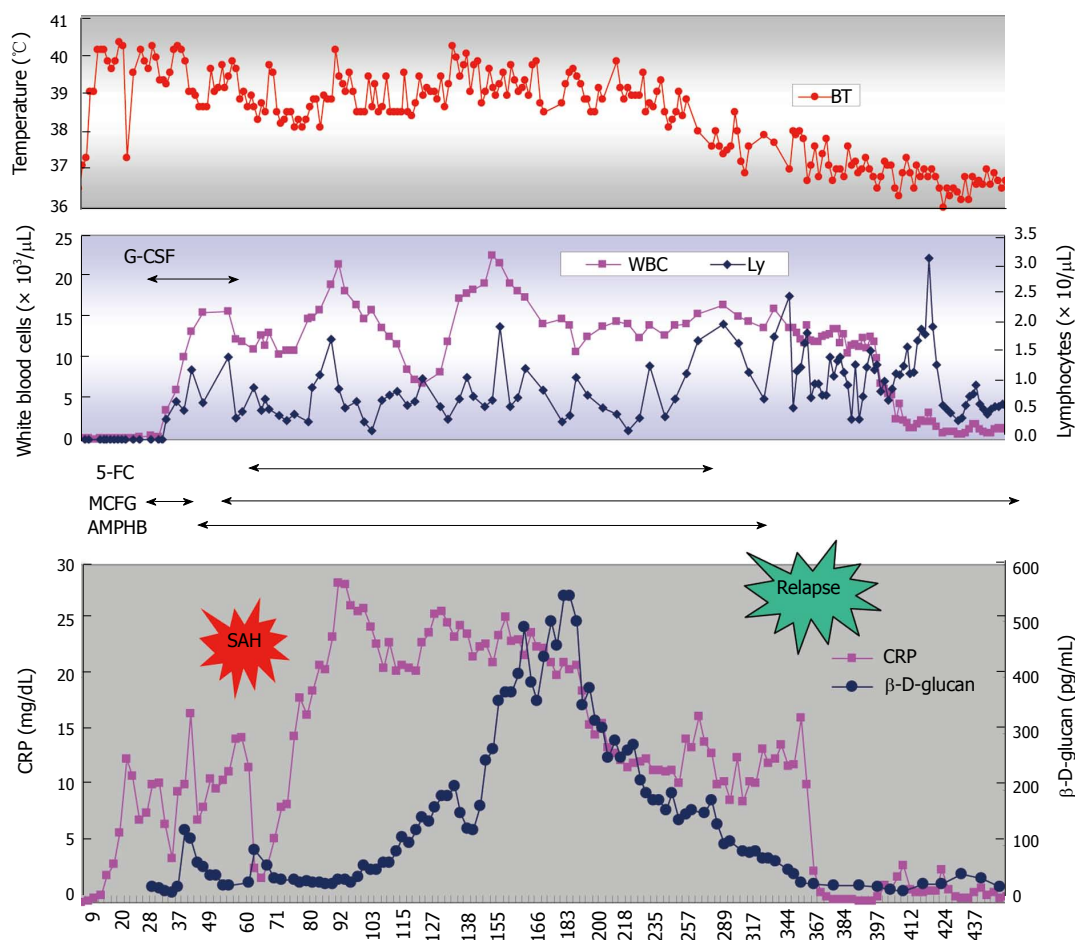 41
40
39
38
37
36
Temperature (℃)
BT
25
20
15
10
5
0
White blood cells (× 10³/μL)
G-CSF
WBC
Ly
3.5
3.0
2.5
2.0
1.5
1.0
0.5
0.0
Lymphocytes (× 10/μL)
5-FC
MCFG
AMPHB
30
25
20
15
10
5
0
CRP (mg/dL)
SAH
Relapse
CRP
β-D-glucan
600
500
400
300
200
100
0
β-D-glucan (pg/mL)
9 20 28 37 49 60 71 80 92 103 115 127 133 155 166 183 200 218 235 257 289 317 344 367 384 397 412 424 437